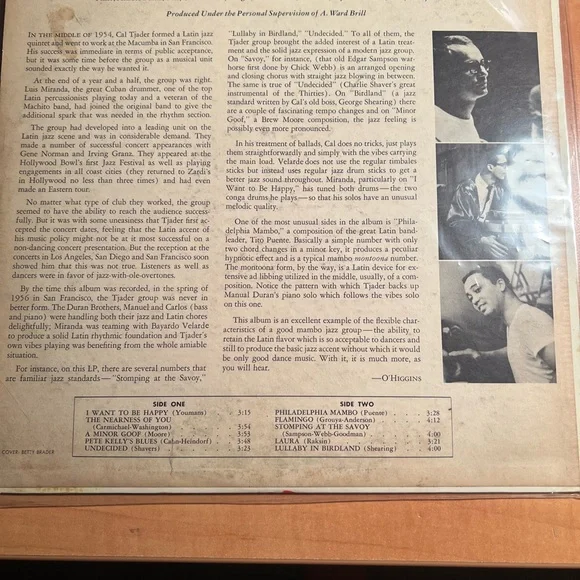 Produced Under the Personal Supervision of A. Ward Brill
IN THE MIDDLE OF 1954, Cal Tjader formed a Latin jazz
quintet and went to work at the Macumba in San Francisco.
His success was immediate in terms of public acceptance,
but it was some time before the group as a musical unit
sounded exactly the way he wanted it.
At the end of a year and a half, the group was right.
Luis Miranda, the great Cuban drummer, one of the top
Latin percussionists playing today and a veteran of the
Machito band, had joined the original band to give the
additional spark that was needed in the rhythm section.
The group had developed into a leading unit on the
Latin jazz scene and was in considerable demand. They
made a number of successful concert appearances with
Gene Norman and Irving Granz. They appeared at the
Hollywood Bowl's first Jazz Festival as well as playing
engagements in all coast cities (they returned to Zardi's
in Hollywood no less than three times) and had even
made an Eastern tour.
No matter what type of club they worked, the group
seemed to have the ability to reach the audience success-
fully. But it was with some uneasiness that Tjader first ac-
cepted the concert dates, feeling that the Latin accent of
his music policy might not be at it most successful on a
non-dancing concert presentation. But the reception at the
concerts in Los Angeles, San Diego and San Francisco soon
showed him that this was not true. Listeners as well as
dancers were in favor of jazz-with-ole-overtones.
By the time this album was recorded, in the spring of
1956 in San Francisco, the Tjader group was never in
better form. The Duran Brothers, Manuel and Carlos (bass
and piano) were handling both their jazz and Latin chores
delightfully; Miranda was teaming with Bayardo Velarde
to produce a solid Latin rhythmic foundation and Tjader's
own vibes playing was benefiting from the whole amiable
situation.
For instance, on this LP, there are several numbers that
are familiar jazz standards—"Stomping at the Savoy,"
"Lullaby in Birdland," "Undecided." To all of them, the
Tjader group brought the added interest of a Latin treat-
ment and the solid jazz expression of a modern jazz group.
On "Savoy," for instance, (that old Edgar Sampson war-
horse first done by Chick Webb) is an arranged opening
and closing chorus with straight jazz blowing in between.
The same is true of "Undecided" (Charlie Shaver's great
instrumental of the Thirties). On "Birdland" (a jazz
standard written by Cal's old boss, George Shearing) there
are a couple of fascinating tempo changes and on "Minor
Goof," a Brew Moore composition, the jazz feeling is
possibly even more pronounced.
In his treatment of ballads, Cal does no tricks, just plays
them straightforwardly and simply with the vibes carrying
the main load. Velarde does not use the regular timbales
sticks but instead uses regular jazz drum sticks to get a
better jazz sound throughout. Miranda, particularly on "I
Want to Be Happy," has tuned both drums—the two
conga drums he plays—so that his solos have an unusual
melodic quality.
One of the most unusual sides in the album is "Phila-
delphia Mambo," a composition of the great Latin band-
leader, Tito Puente. Basically a simple number with only
two chord changes in a minor key, it produces a peculiar
hypnotic effect and is a typical mambo montoona number.
The montoona form, by the way, is a Latin device for ex-
tensive ad libbing utilized in the middle, usually, of a com-
position. Notice the pattern with which Tjader backs up
Manuel Duran's piano solo which follows the vibes solo
on this one.
This album is an excellent example of the flexible char-
acteristics of a good mambo jazz group—the ability to
retain the Latin flavor which is so acceptable to dancers and
still to produce the basic jazz accent without which it would
be only good dance music. With it, it is much more, as
you will hear.
—O'HIGGINS
SIDE ONE
I WANT TO BE HAPPY (Youmans) . . 3:15
THE NEARNESS OF YOU
(Carmichael-Washington) 3:54
A MINOR GOOF (Moore) . . . 3:53
PETE KELLY'S BLUES (Cahn-Heindorf) . 3:48
UNDECIDED (Shavers) . . . 3:23
SIDE TWO
PHILADELPHIA MAMBO (Puente) . . . 3:28
FLAMINGO (Grouya-Anderson) . . . 4:12
STOMPING AT THE SAVOY
(Sampson-Webb-Goodman) . . 4:00
LAURA (Raksin) . . . 3:21
LULLABY IN BIRDLAND (Shearing) . . 4:00
COVER: BETTY BRADER